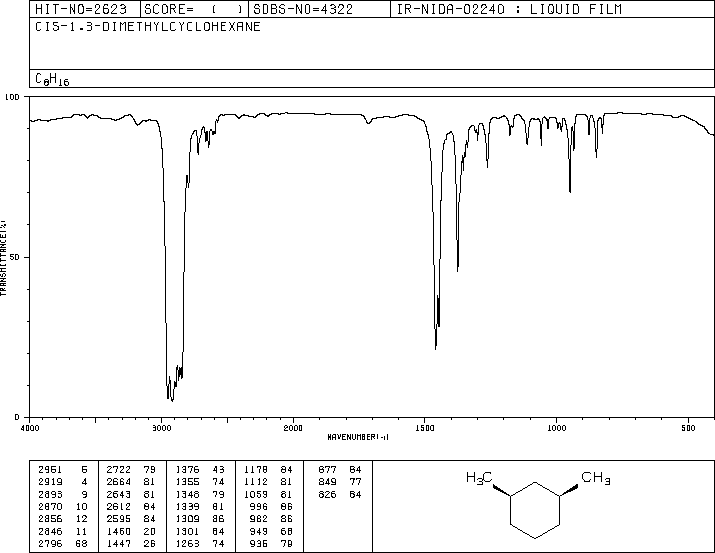 HIT-NO=2623 SCORE= ( ) SDBS-NO=4322 IR-NIDA-02240 : LIQUID FILM
CIS-1,3-DIMETHYLCYCLOHEXANE
C8H16
100
50
0
TRANSMITTANCE(%)
4000 3000 2000 1500 1000 500
WAVENUMBER(-1)
2951 6 2722 79 1376 43 1178 84 877 84
2919 4 2664 81 1355 74 1112 81 849 77
2893 9 2643 81 1348 79 1059 81 826 84
2870 10 2612 84 1339 81 996 86
2856 12 2595 84 1309 86 982 86
2846 11 1460 20 1301 84 949 68
2796 68 1447 26 1263 74 936 79
H3C CH3